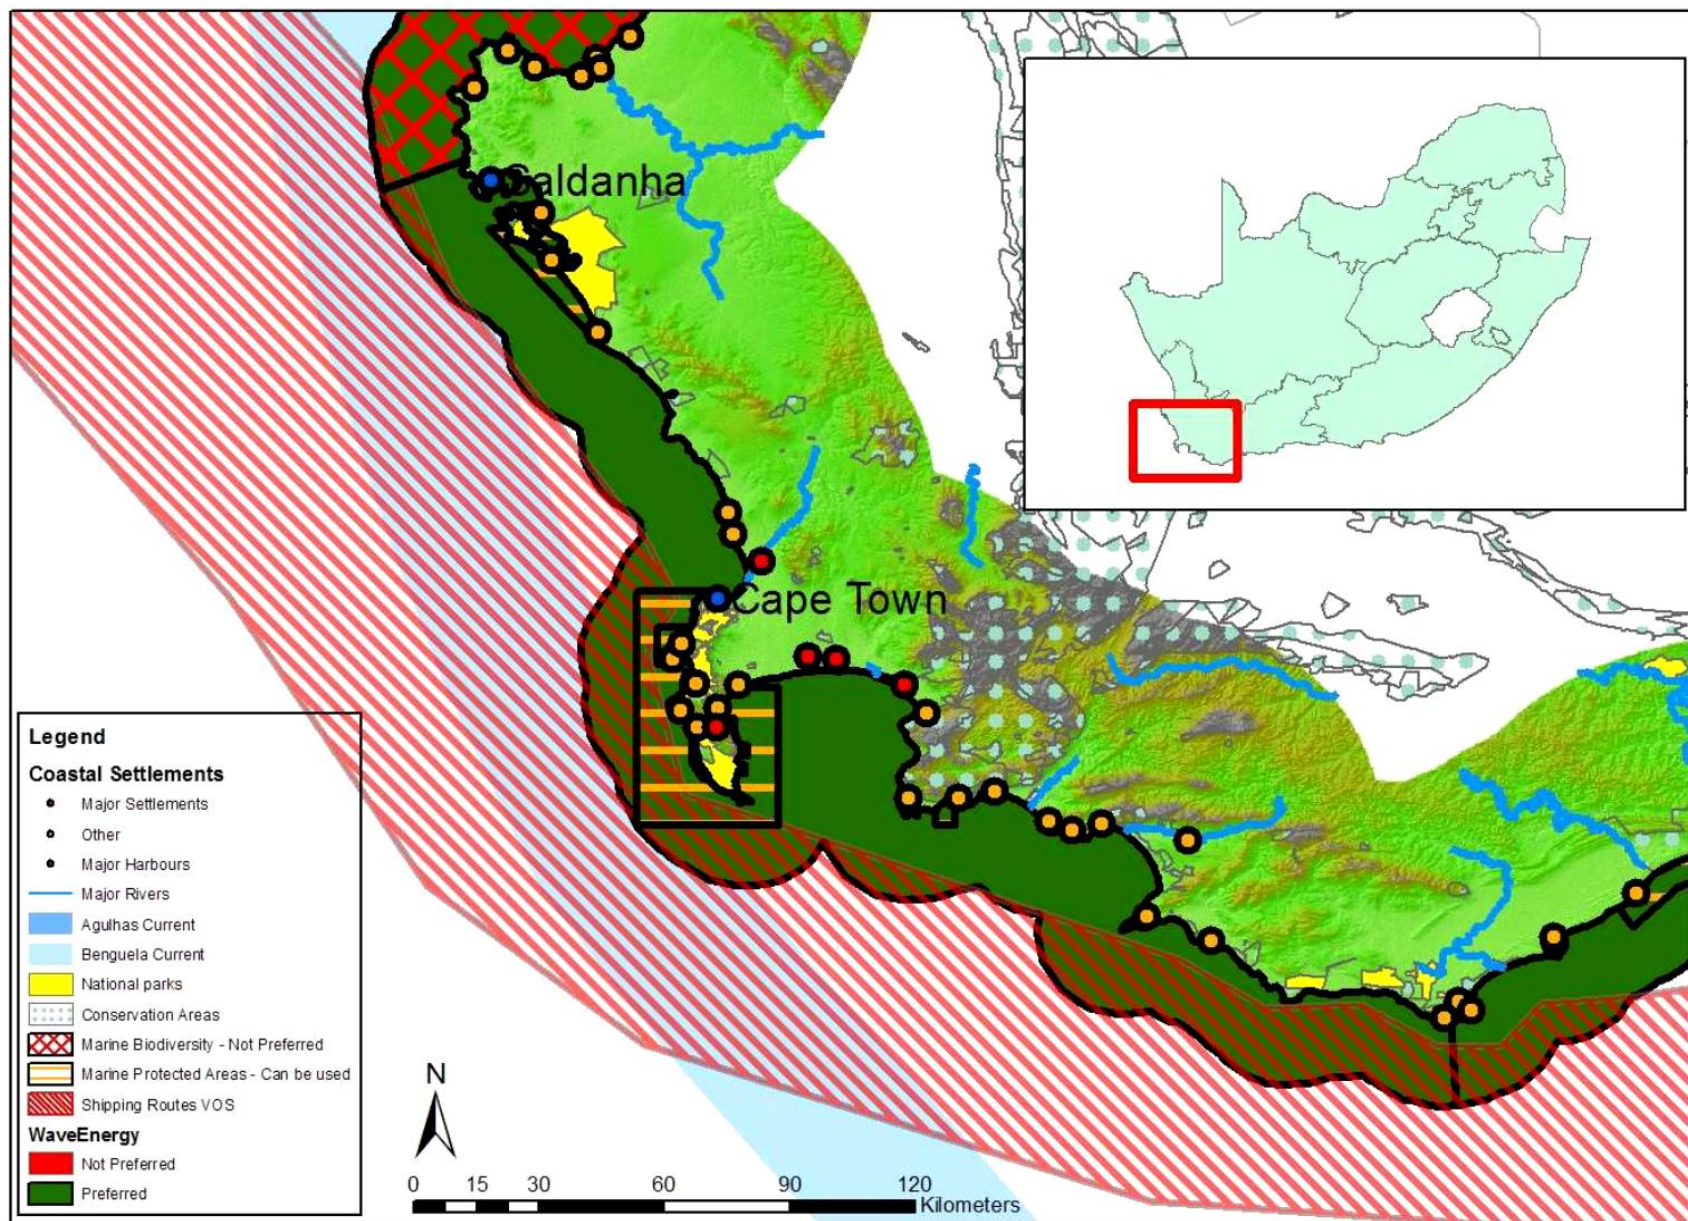 Saldanha
Cape Town
Legend
Coastal Settlements
Major Settlements
Other
Major Harbours
Major Rivers
Agulhas Current
Benguela Current
National parks
Conservation Areas
Marine Biodiversity - Not Preferred
Marine Protected Areas - Can be used
Shipping Routes VOS
WaveEnergy
Not Preferred
Preferred
N
0 15 30 60 90 120
Kilometers